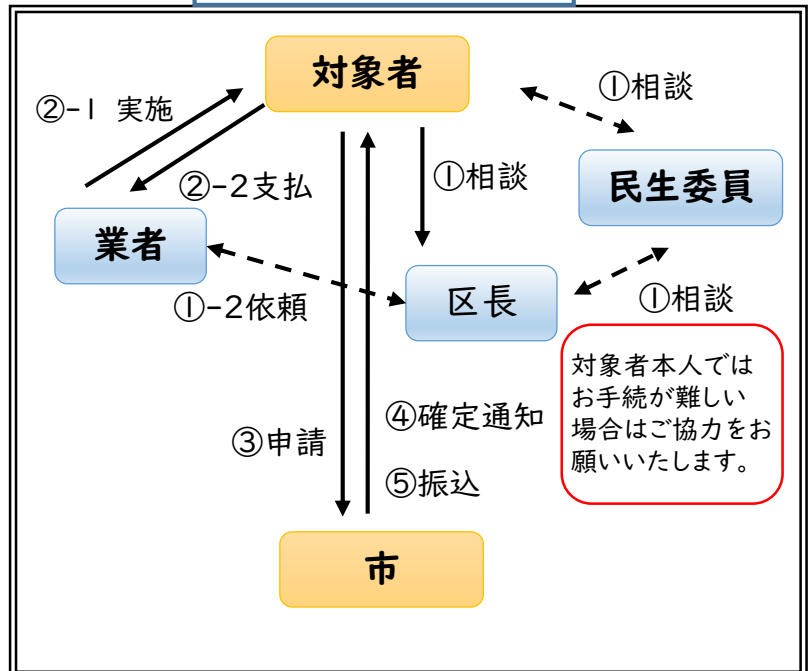 対象者
①相談
②-1 実施
②-2支払
①相談
民生委員
業者
①-2依頼
区長
①相談
対象者本人では
お手続が難しい
場合はご協力をお
願いいたします。
③申請
④確定通知
⑤振込
市